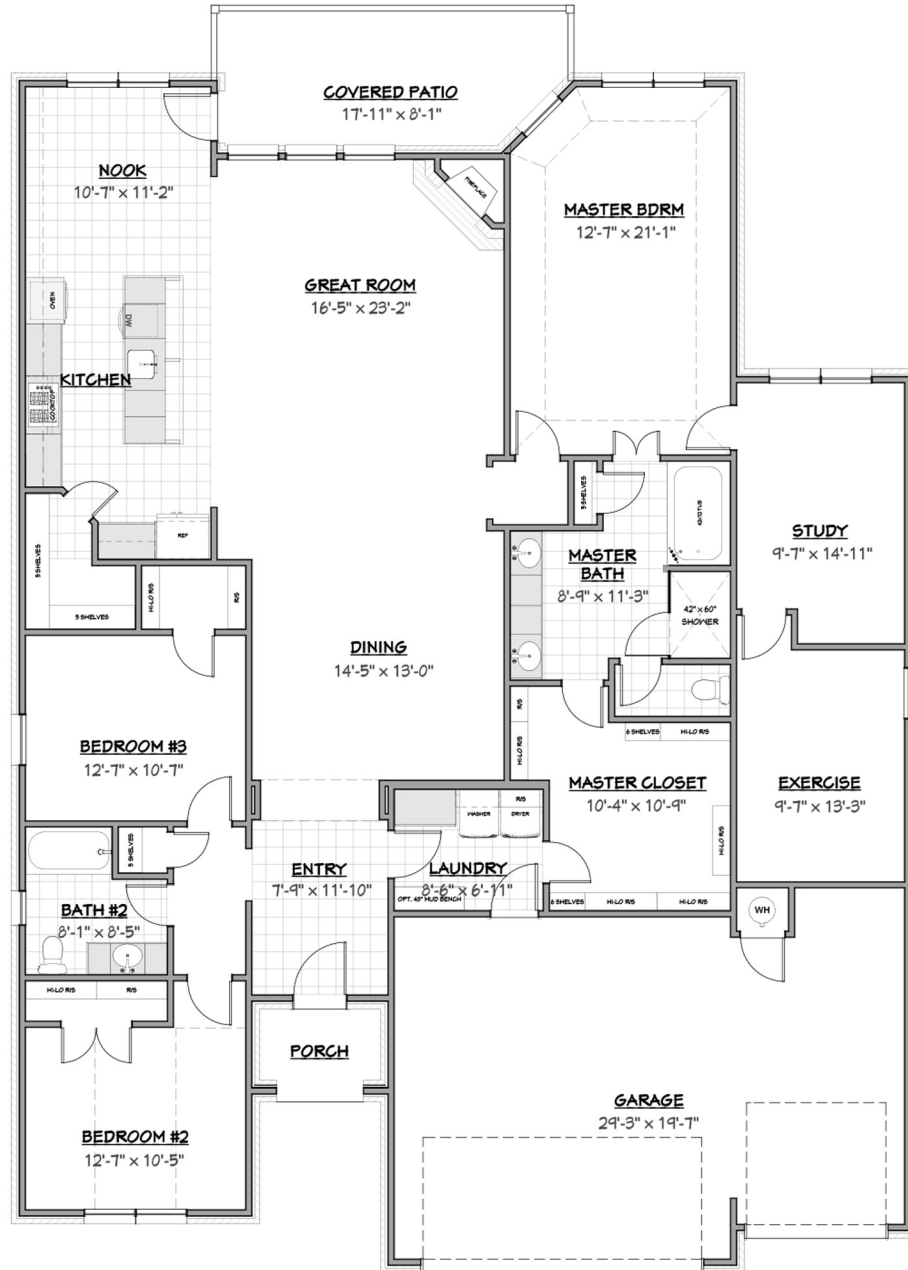 COVERED PATIO
17'-11" x 8'-1"
NOOK
10'-7" x 11'-2"
FIREPLACE
MASTER BDRM
12'-7" x 21'-1"
GREAT ROOM
16'-5" x 23'-2"
OVEN
DW
KITCHEN
COOKTOP
5 SHELVES
REF
5 SHELVES
5 SHELVES
HI-LO R/S
R/S
MASTER
BATH
8'-9" x 11'-3"
42" x 60"
SHOWER
STUDY
9'-7" x 14'-11"
DINING
14'-5" x 13'-0"
BEDROOM #3
12'-7" x 10'-7"
R/S
HI-LO R/S
6 SHELVES
HI-LO R/S
MASTER CLOSET
10'-4" x 10'-9"
HI-LO R/S
EXERCISE
9'-7" x 13'-3"
WASHER
R/S
DRYER
5 SHELVES
ENTRY
7'-9" x 11'-10"
LAUNDRY
8'-6" x 6'-11"
OPT. 48" MUD BENCH
6 SHELVES
HI-LO R/S
HI-LO R/S
WH
BATH #2
8'-1" x 8'-5"
HI-LO R/S
R/S
PORCH
GARAGE
29'-3" x 19'-7"
BEDROOM #2
12'-7" x 10'-5"